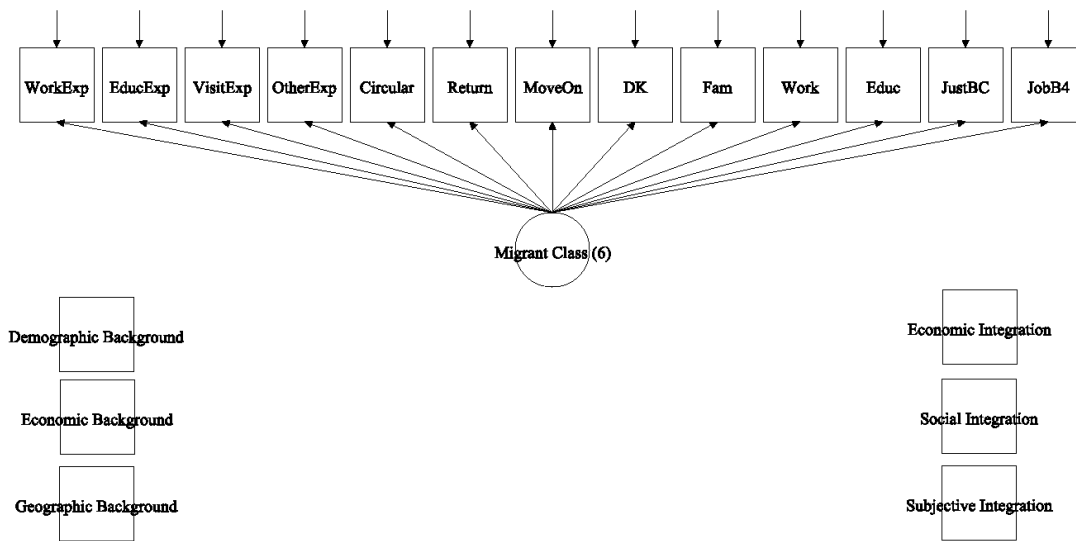 WorkExp EducExp VisitExp OtherExp Circular Return MoveOn DK Fam Work Educ JustBC JobB4
Migrant Class (6)
Demographic Background
Economic Integration
Economic Background
Social Integration
Geographic Background
Subjective Integration